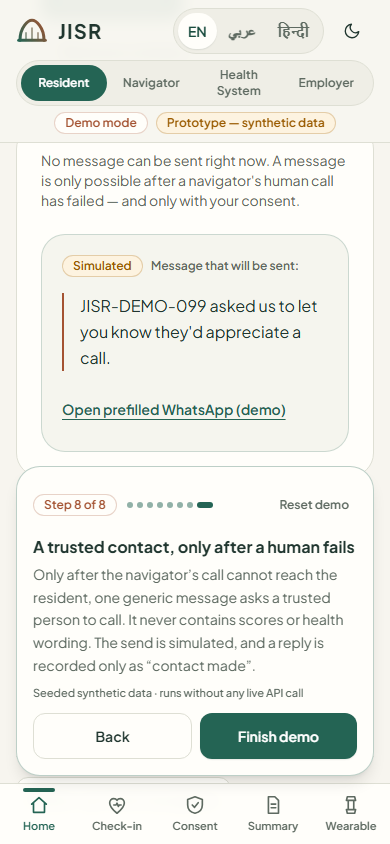 JISR
EN
عربي
हिन्दी
Resident
Navigator
Health
System
Employer
Demo mode
Prototype — synthetic data
No message can be sent right now. A message
is only possible after a navigator's human call
has failed — and only with your consent.
Simulated
Message that will be sent:
JISR-DEMO-099 asked us to let
you know they'd appreciate a
call.
Open prefilled WhatsApp (demo)
Step 8 of 8
Reset demo
A trusted contact, only after a human fails
Only after the navigator's call cannot reach the
resident, one generic message asks a trusted
person to call. It never contains scores or health
wording. The send is simulated, and a reply is
recorded only as “contact made”.
Seeded synthetic data · runs without any live API call
Back
Finish demo
Home
Check-in
Consent
Summary
Wearable